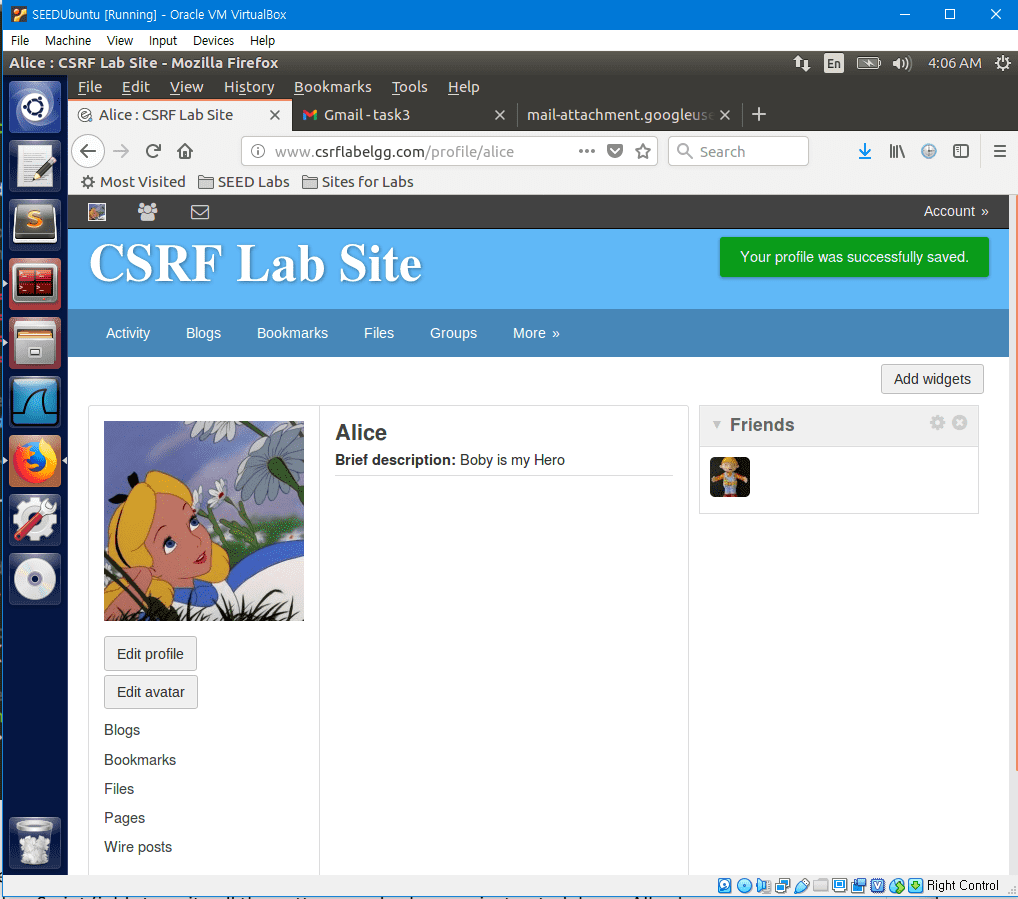 SEEDUbuntu [Running] - Oracle VM VirtualBox
File Machine View Input Devices Help
Alice : CSRF Lab Site - Mozilla Firefox
En
4:06 AM
File Edit View History Bookmarks Tools Help
Alice : CSRF Lab Site
Gmail - task3
mail-attachment.googleuse
www.csrflabelgg.com/profile/alice
Search
Most Visited
SEED Labs
Sites for Labs
Account »
CSRF Lab Site
Your profile was successfully saved.
Activity
Blogs
Bookmarks
Files
Groups
More »
Add widgets
Alice
Brief description: Boby is my Hero
Friends
Edit profile
Edit avatar
Blogs
Bookmarks
Files
Pages
Wire posts
Right Control